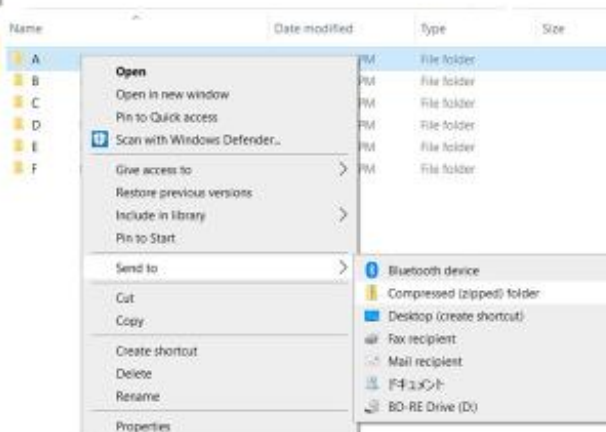 Name Date modified Type Size
A PM File folder
B PM File folder
C PM File folder
D PM File folder
E PM File folder
F PM File folder
Open
Open in new window
Pin to Quick access
Scan with Windows Defender...
Give access to
Restore previous versions
Include in library
Pin to Start
Send to
Cut
Copy
Create shortcut
Delete
Rename
Properties
Bluetooth device
Compressed (zipped) folder
Desktop (create shortcut)
Fax recipient
Mail recipient
ドキュメント
BD-RE Drive (D:)